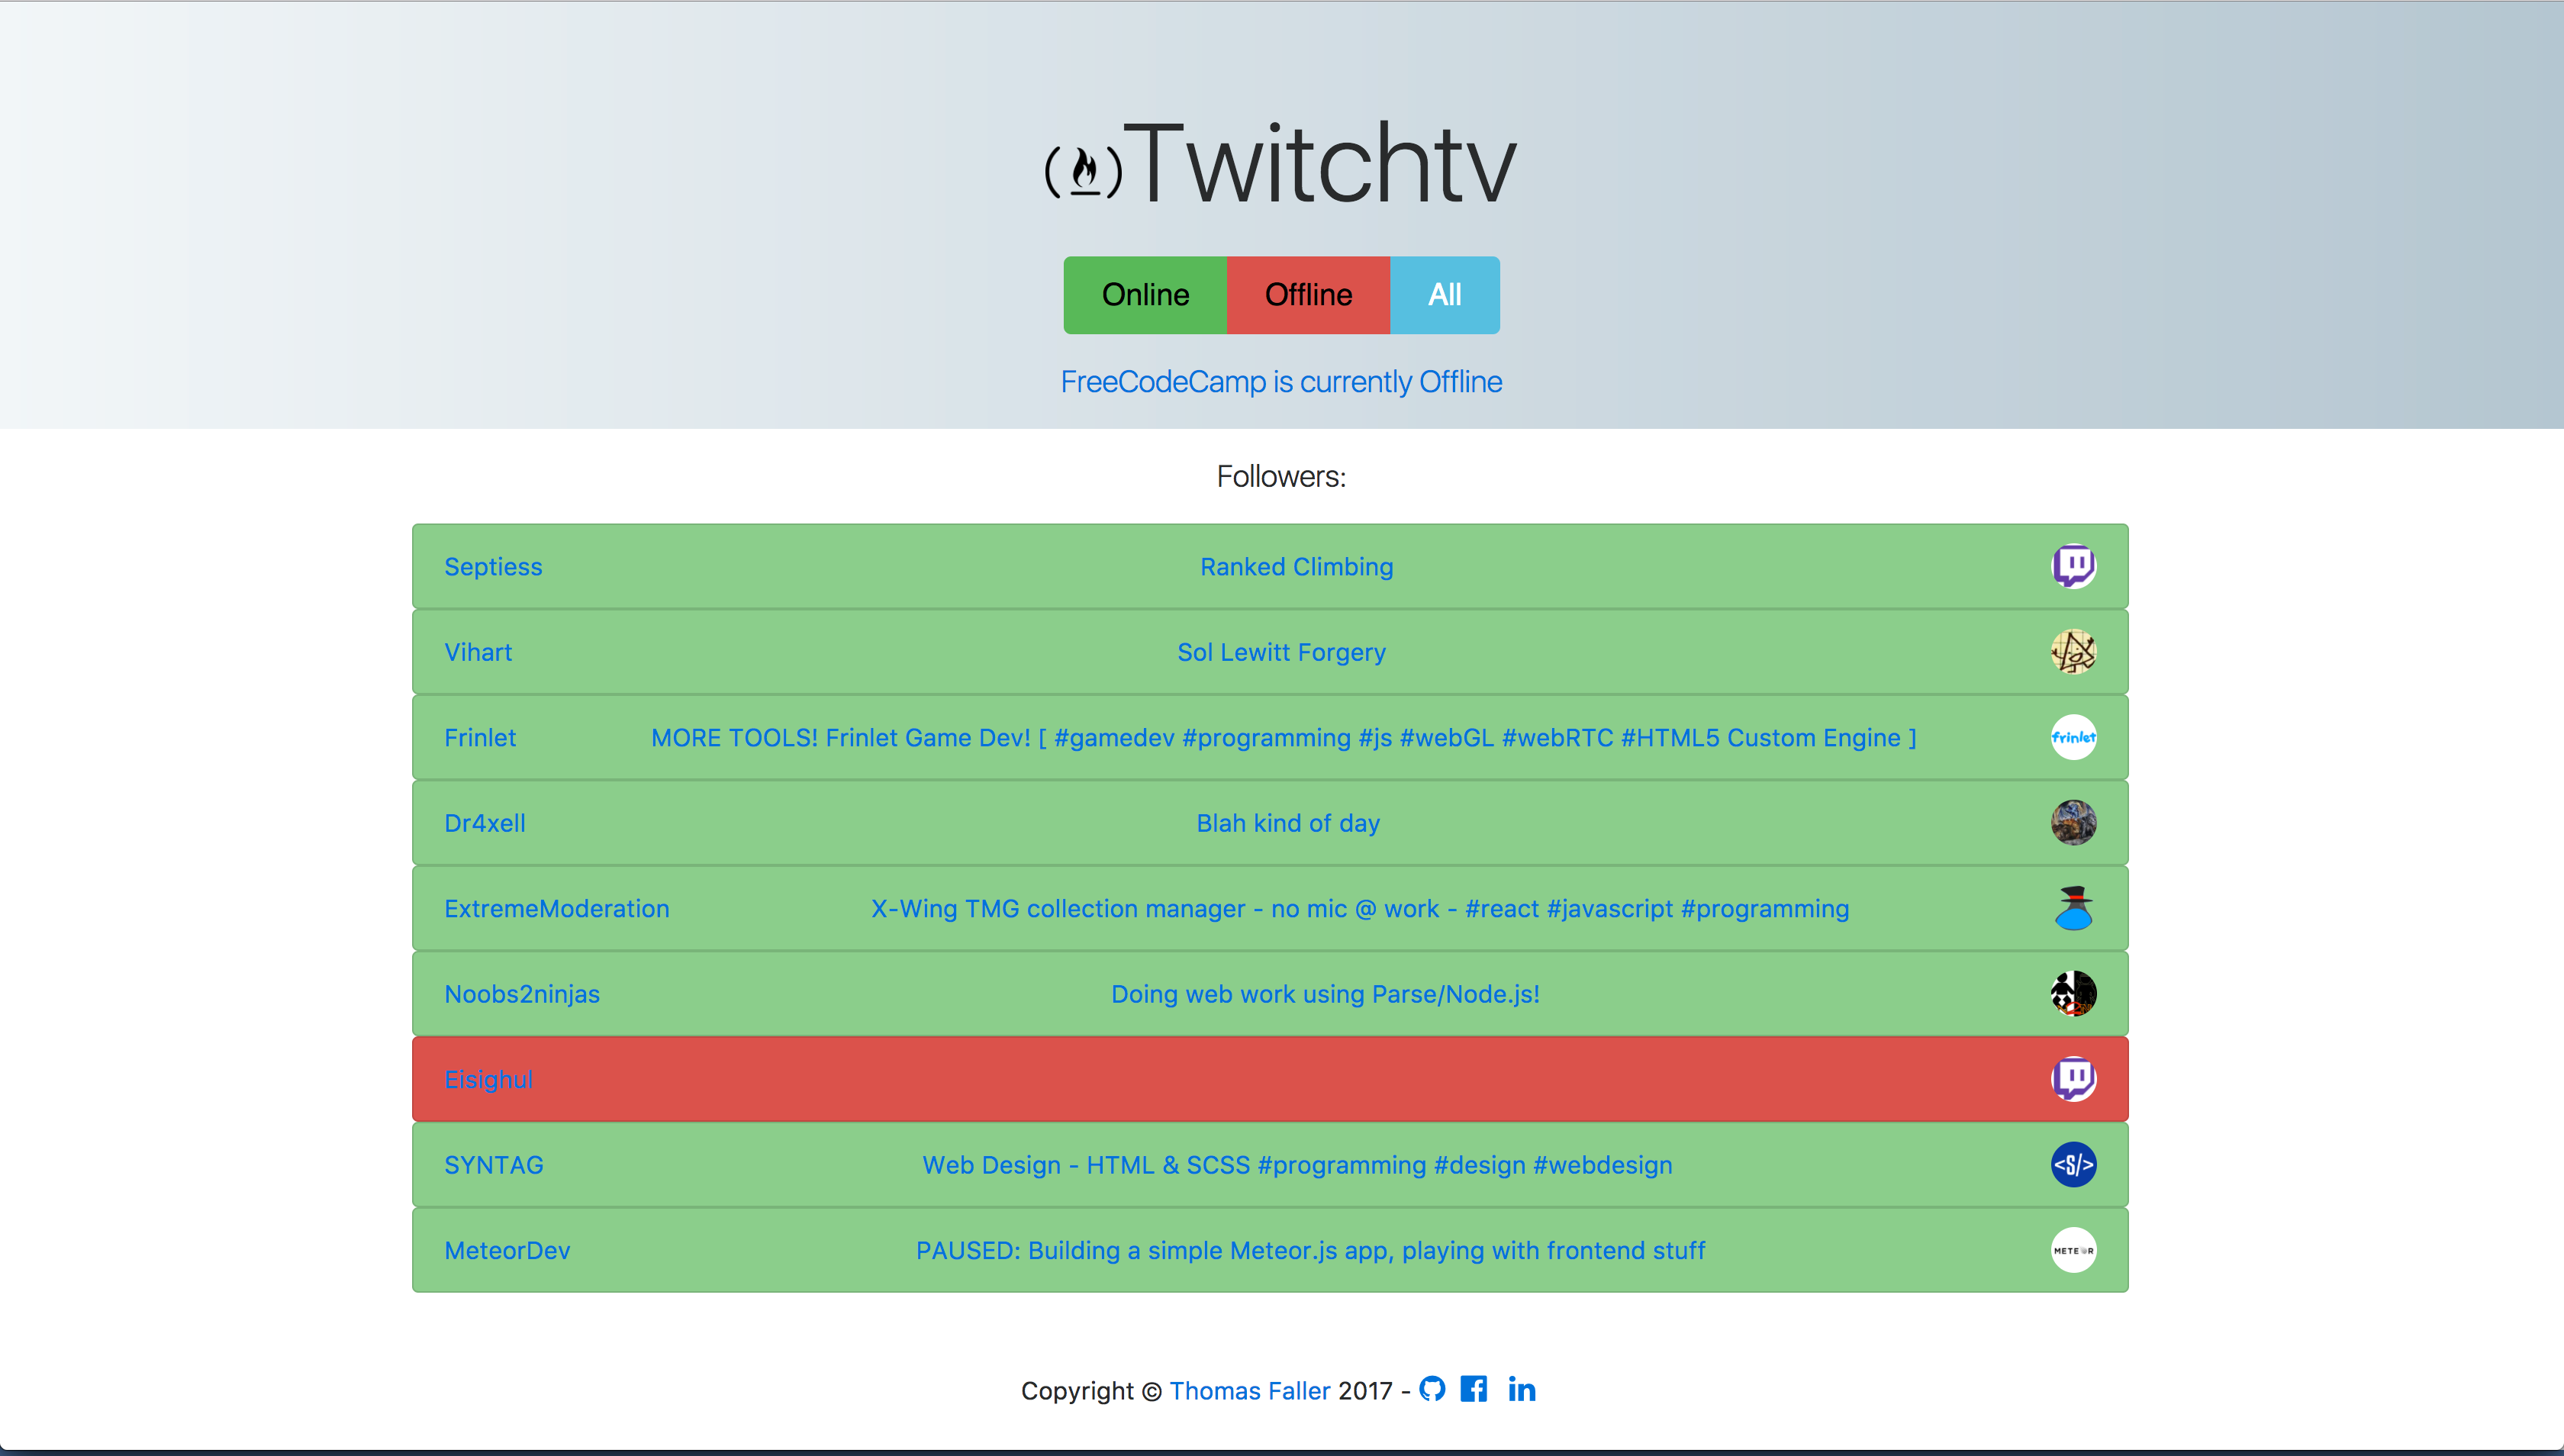 Twitchtv
Online Offline All
FreeCodeCamp is currently Offline
Followers:
Septiess Ranked Climbing
Vihart Sol Lewitt Forgery
Frinlet MORE TOOLS! Frinlet Game Dev! [ #gamedev #programming #js #webGL #webRTC #HTML5 Custom Engine ] frinlet
Dr4xell Blah kind of day
ExtremeModeration X-Wing TMG collection manager - no mic @ work - #react #javascript #programming
Noobs2ninjas Doing web work using Parse/Node.js!
Eisighul
SYNTAG Web Design - HTML & SCSS #programming #design #webdesign <S/>
MeteorDev PAUSED: Building a simple Meteor.js app, playing with frontend stuff METEOR
Copyright © Thomas Faller 2017 -